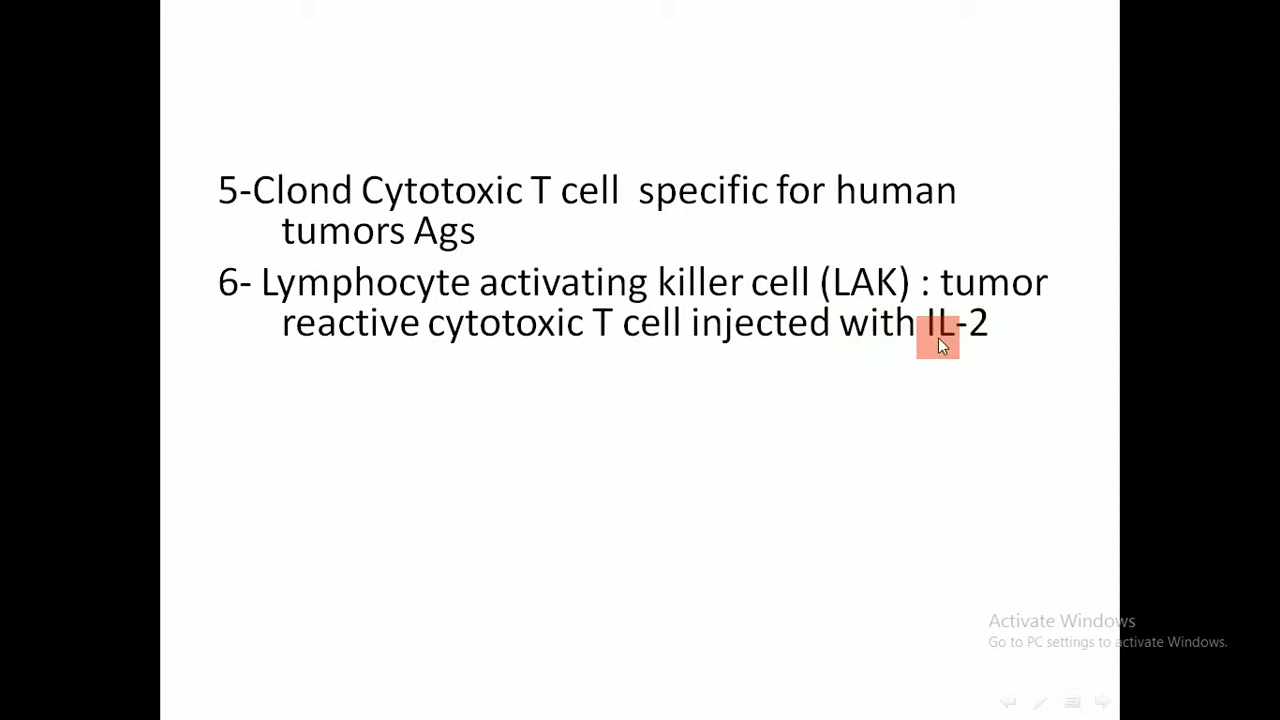 5-Clond Cytotoxic T cell specific for human
tumors Ags
6- Lymphocyte activating killer cell (LAK) : tumor
reactive cytotoxic T cell injected with IL-2
Activate Windows
Go to PC settings to activate Windows.